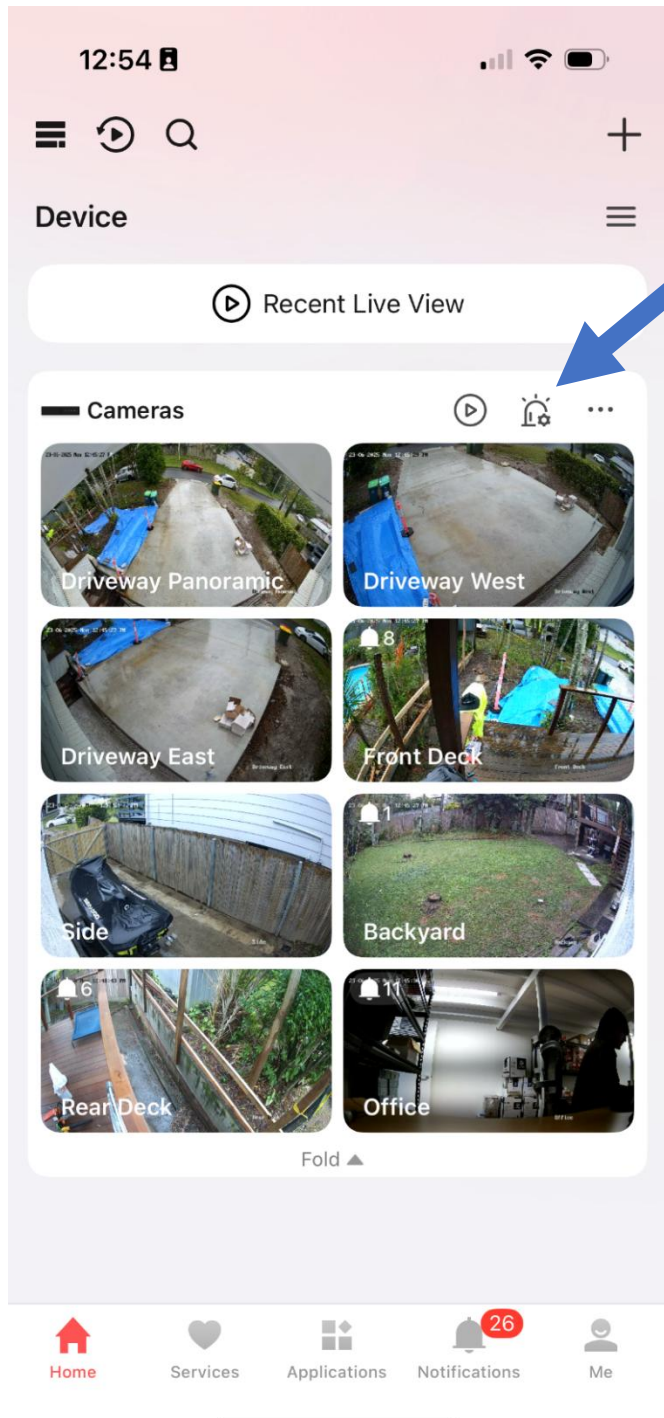 12:54
Device
Recent Live View
Cameras
Driveway Panoramic
Driveway West
Driveway East
8
Front Deck
Side
1
Backyard
6
Rear Deck
11
Office
Fold
26
Home Services Applications Notifications Me